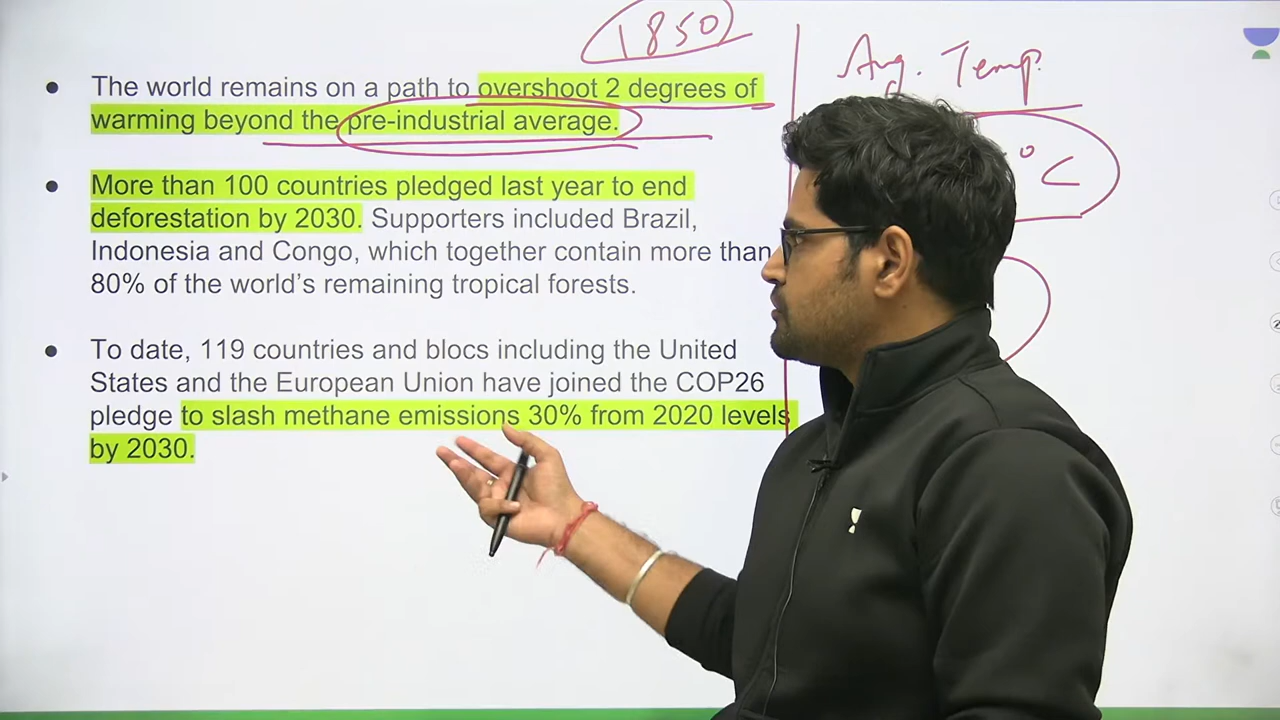 1850
Avg. Temp.
° C
The world remains on a path to overshoot 2 degrees of
warming beyond the pre-industrial average.
More than 100 countries pledged last year to end
deforestation by 2030. Supporters included Brazil,
Indonesia and Congo, which together contain more than
80% of the world's remaining tropical forests.
To date, 119 countries and blocs including the United
States and the European Union have joined the COP26
pledge to slash methane emissions 30% from 2020 levels
by 2030.